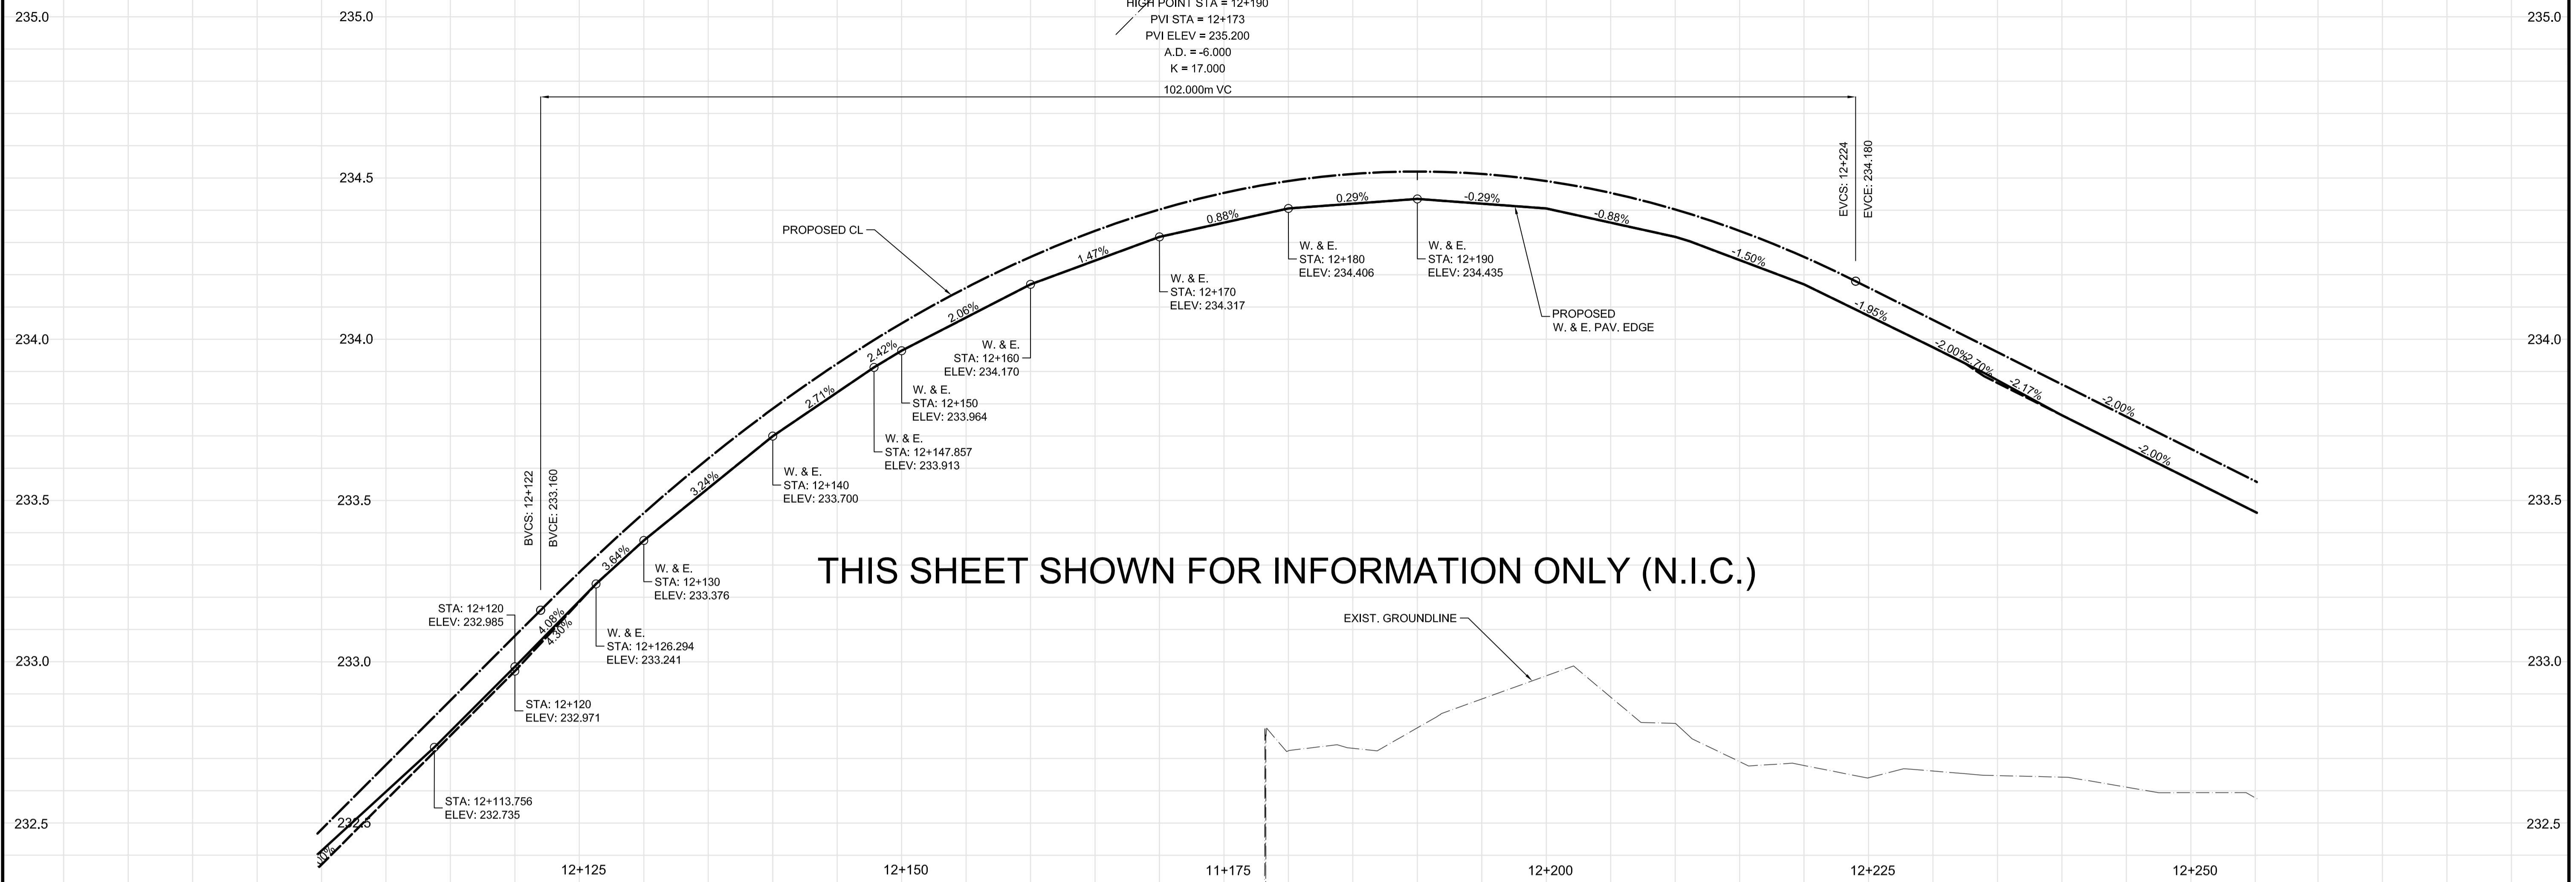 HIGH POINT STA = 12+190
PVI STA = 12+173
PVI ELEV = 235.200
A.D. = -6.000
K = 17.000
102.000m VC
235.0
235.0
235.0
234.5
234.0
234.0
234.0
233.5
233.5
233.5
233.0
233.0
233.0
232.5
232.5
232.5
BVCS: 12+122
BVCE: 233.160
EVCS: 12+224
EVCE: 234.180
PROPOSED CL
PROPOSED
W. & E. PAV. EDGE
4.08%
4.30%
3.64%
3.24%
2.71%
2.42%
2.06%
1.47%
0.88%
0.29%
-0.29%
-0.88%
-1.50%
-1.95%
-2.00%
-2.70%
-2.17%
-2.00%
-2.00%
STA: 12+113.756
ELEV: 232.735
STA: 12+120
ELEV: 232.985
STA: 12+120
ELEV: 232.971
W. & E.
STA: 12+126.294
ELEV: 233.241
W. & E.
STA: 12+130
ELEV: 233.376
W. & E.
STA: 12+140
ELEV: 233.700
W. & E.
STA: 12+147.857
ELEV: 233.913
W. & E.
STA: 12+150
ELEV: 233.964
W. & E.
STA: 12+160
ELEV: 234.170
W. & E.
STA: 12+170
ELEV: 234.317
W. & E.
STA: 12+180
ELEV: 234.406
W. & E.
STA: 12+190
ELEV: 234.435
THIS SHEET SHOWN FOR INFORMATION ONLY (N.I.C.)
EXIST. GROUNDLINE
12+125
12+150
11+175
12+200
12+225
12+250